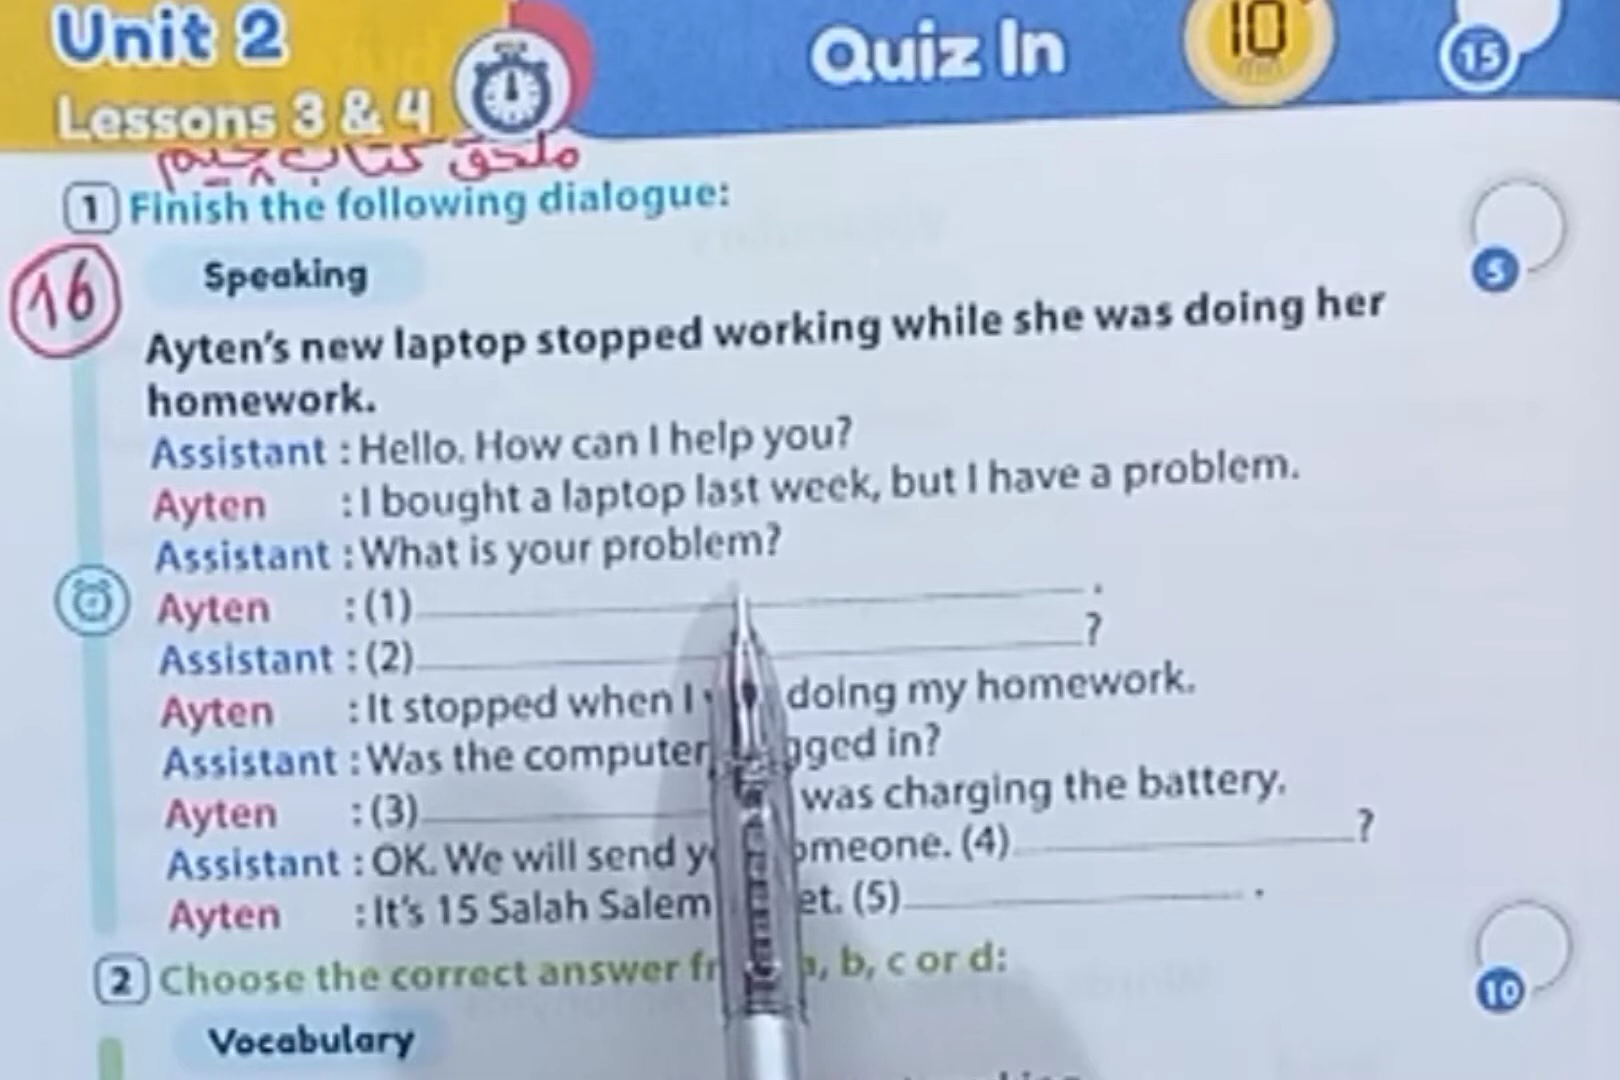 Unit 2
Lessons 3 & 4
Quiz In
10
15
ملحق كتاب جيم
1 Finish the following dialogue:
5
16
Speaking
Ayten's new laptop stopped working while she was doing her
homework.
Assistant : Hello. How can I help you?
Ayten : I bought a laptop last week, but I have a problem.
Assistant : What is your problem?
Ayten : (1) .
Assistant : (2) ?
Ayten : It stopped when I doing my homework.
Assistant : Was the computer in?
Ayten : (3) was charging the battery.
Assistant : OK. We will send (4) ?
Ayten : It's 15 Salah Salem (5) .
2 Choose the correct answer a, b, c or d:
10
Vocabulary